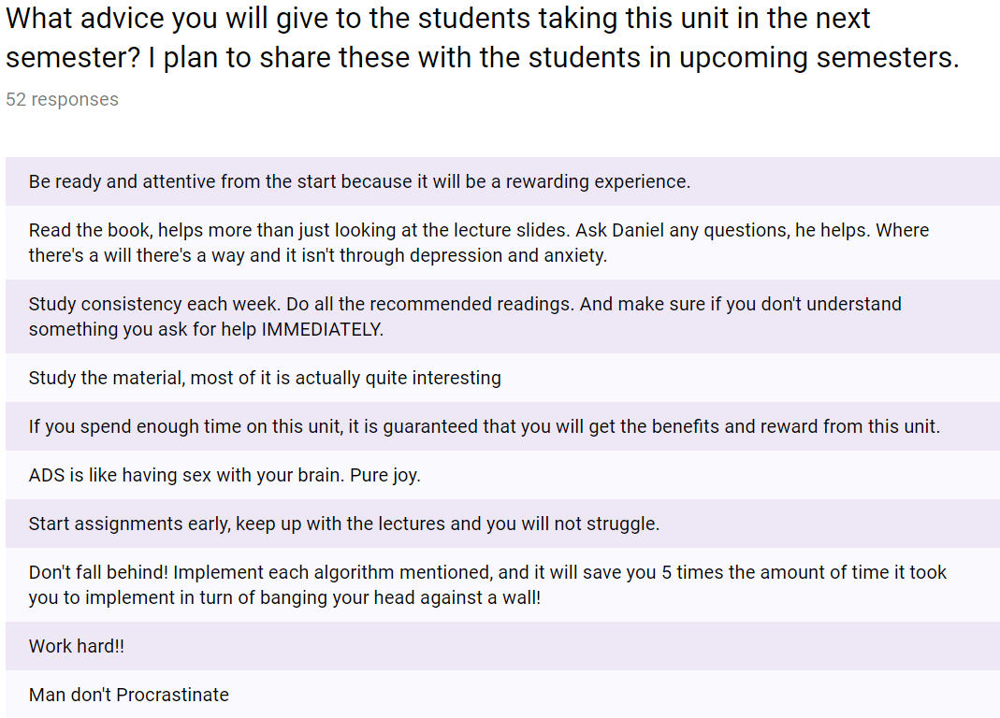 What advice you will give to the students taking this unit in the next
semester? I plan to share these with the students in upcoming semesters.
52 responses
Be ready and attentive from the start because it will be a rewarding experience.
Read the book, helps more than just looking at the lecture slides. Ask Daniel any questions, he helps. Where
there's a will there's a way and it isn't through depression and anxiety.
Study consistency each week. Do all the recommended readings. And make sure if you don't understand
something you ask for help IMMEDIATELY.
Study the material, most of it is actually quite interesting
If you spend enough time on this unit, it is guaranteed that you will get the benefits and reward from this unit.
ADS is like having sex with your brain. Pure joy.
Start assignments early, keep up with the lectures and you will not struggle.
Don't fall behind! Implement each algorithm mentioned, and it will save you 5 times the amount of time it took
you to implement in turn of banging your head against a wall!
Work hard!!
Man don't Procrastinate